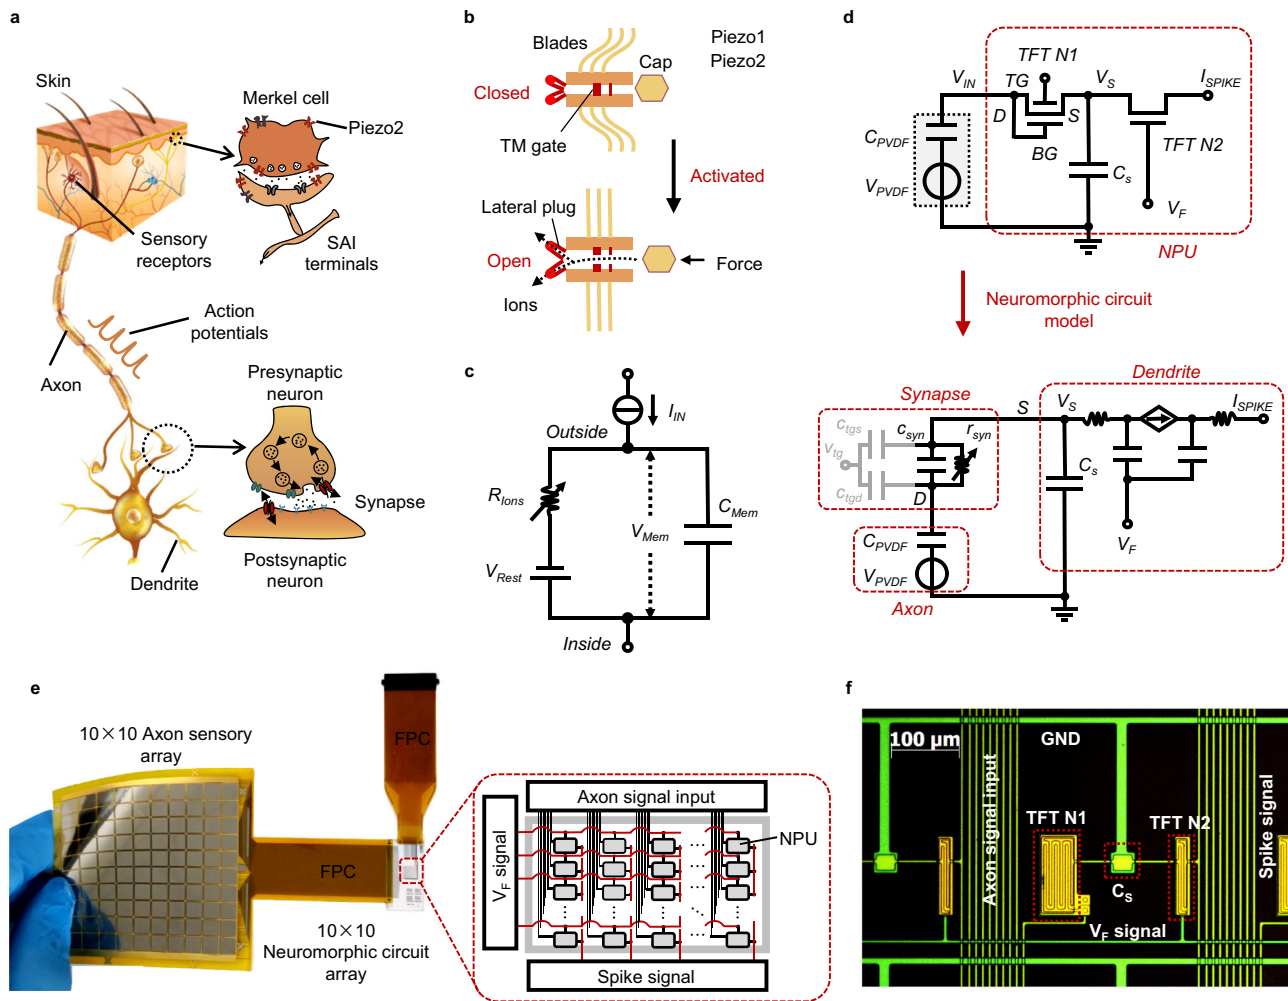 a
Skin
Merkel cell
Piezo2
Sensory
receptors
SAI
terminals
Action
potentials
Axon
Presynaptic
neuron
Synapse
Postsynaptic
neuron
Dendrite
b
Blades
Piezo1
Piezo2
Cap
Closed
TM gate
Activated
Lateral plug
Open
Force
Ions
c
I_IN
Outside
R_Ions
V_Mem
C_Mem
V_Rest
Inside
d
TFT N1
V_IN
TG
V_S
I_SPIKE
D
S
C_PVDF
BG
TFT N2
C_s
V_PVDF
V_F
NPU
Neuromorphic circuit
model
Dendrite
Synapse
S
V_S
I_SPIKE
c_tgs
c_syn
r_syn
v_tg
C_s
c_tgd
D
C_PVDF
V_F
V_PVDF
Axon
e
10×10 Axon sensory
array
FPC
FPC
10×10
Neuromorphic circuit
array
Axon signal input
V_F signal
NPU
Spike signal
f
100 µm
GND
Axon signal input
TFT N1
TFT N2
C_S
V_F signal
Spike signal